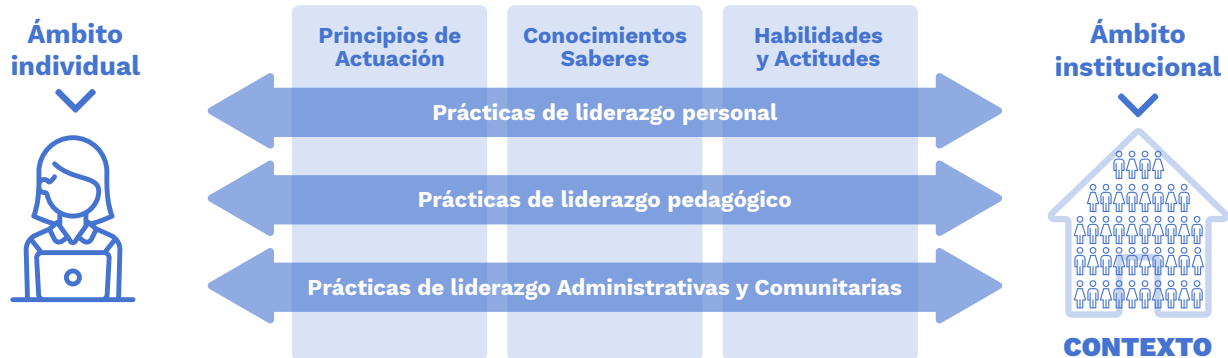 Ámbito
individual
Principios de
Actuación
Conocimientos
Saberes
Habilidades
y Actitudes
Ámbito
institucional
Prácticas de liderazgo personal
Prácticas de liderazgo pedagógico
Prácticas de liderazgo Administrativas y Comunitarias
CONTEXTO